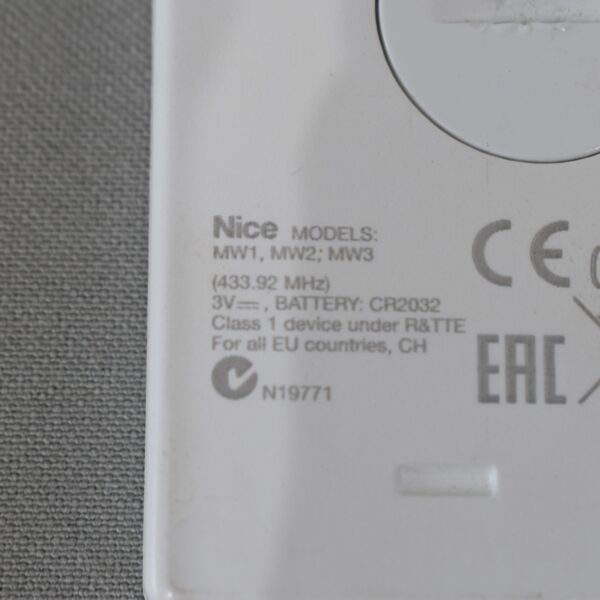 Nice MODELS:
MW1, MW2; MW3
(433.92 MHz)
3V⎓, BATTERY: CR2032
Class 1 device under R&TTE
For all EU countries, CH
N19771
CE
EAC